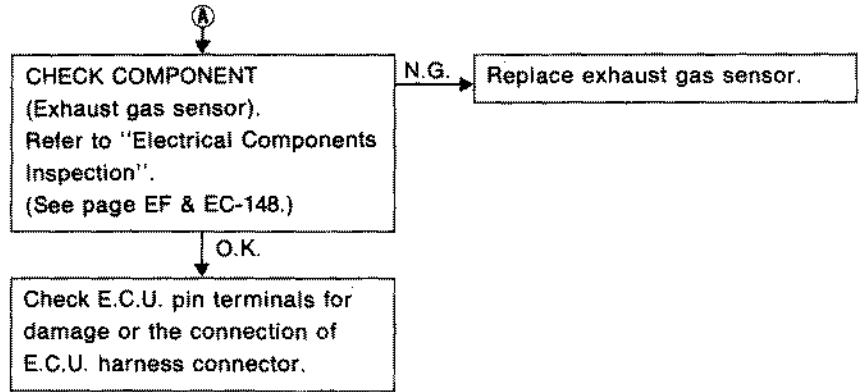 A
CHECK COMPONENT
(Exhaust gas sensor).
Refer to "Electrical Components
Inspection".
(See page EF & EC-148.)
N.G.
Replace exhaust gas sensor.
O.K.
Check E.C.U. pin terminals for
damage or the connection of
E.C.U. harness connector.